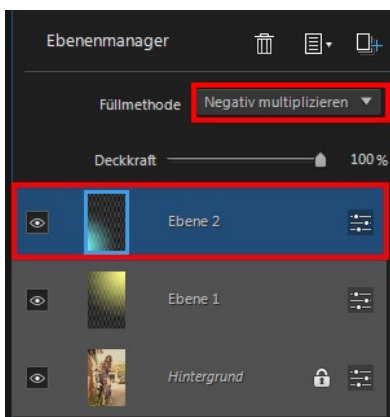 Ebenenmanager
Füllmethode Negativ multiplizieren
Deckkraft 100 %
Ebene 2
Ebene 1
Hintergrund